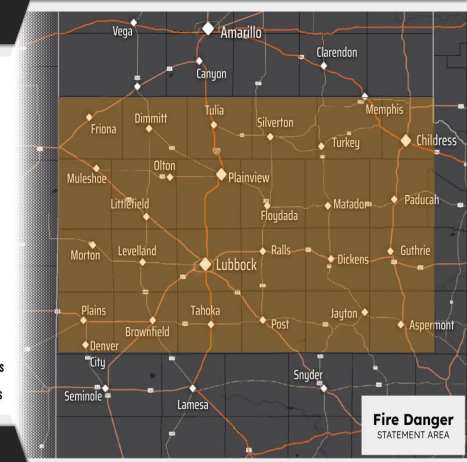 Vega
Amarillo
Clarendon
Canyon
Memphis
Tulia
Dimmitt
Silverton
Friona
Turkey
Childress
Olton
Muleshoe
Plainview
Littlefield
Floydada
Matador
Paducah
Morton
Levelland
Ralls
Guthrie
Dickens
Lubbock
Plains
Tahoka
Jayton
Brownfield
Post
Aspermont
Denver
City
s
Snyder
Seminole
s
Lamesa
Fire Danger
STATEMENT AREA